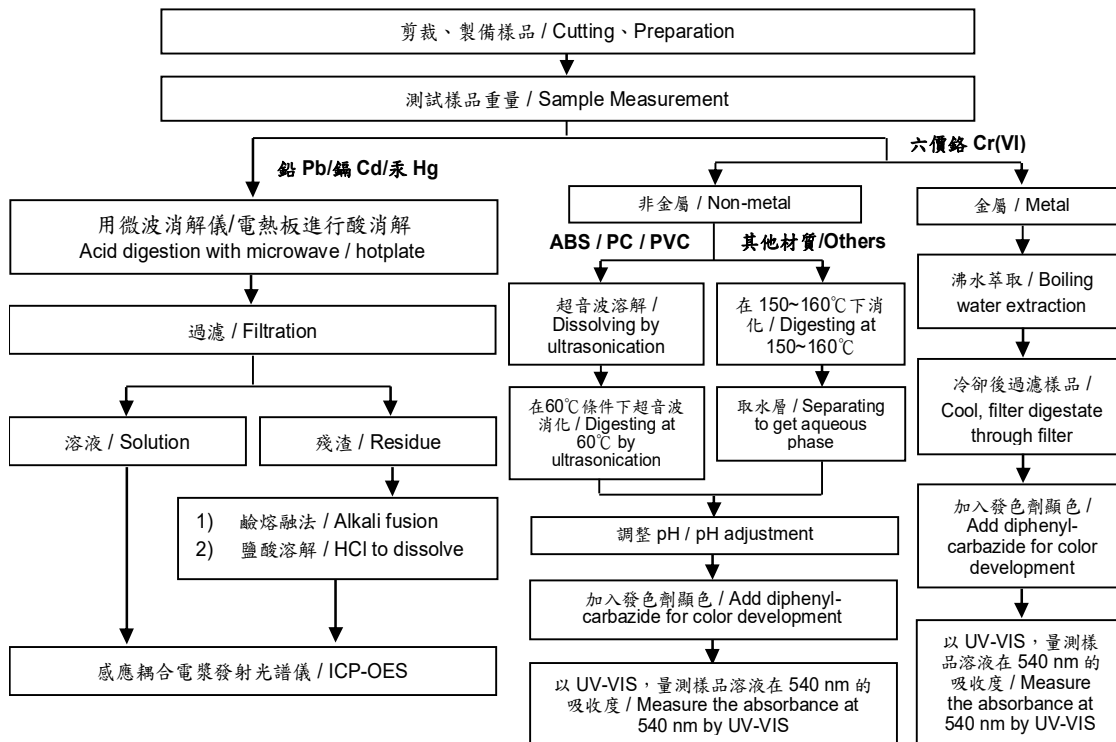 剪裁、製備樣品 / Cutting、Preparation
測試樣品重量 / Sample Measurement
鉛 Pb/鎘 Cd/汞 Hg
六價鉻 Cr(VI)
用微波消解儀/電熱板進行酸消解
Acid digestion with microwave / hotplate
過濾 / Filtration
溶液 / Solution
殘渣 / Residue
1) 鹼熔融法 / Alkali fusion
2) 鹽酸溶解 / HCl to dissolve
感應耦合電漿發射光譜儀 / ICP-OES
非金屬 / Non-metal
ABS / PC / PVC
其他材質/Others
超音波溶解 /
Dissolving by
ultrasonication
在 150~160℃下消
化 / Digesting at
150~160℃
在60℃條件下超音波
消化 / Digesting at
60℃ by
ultrasonication
取水層 / Separating
to get aqueous
phase
調整 pH / pH adjustment
加入發色劑顯色 / Add diphenyl-
carbazide for color development
以 UV-VIS，量測樣品溶液在 540 nm 的
吸收度 / Measure the absorbance at
540 nm by UV-VIS
金屬 / Metal
沸水萃取 / Boiling
water extraction
冷卻後過濾樣品 /
Cool, filter digestate
through filter
加入發色劑顯色 /
Add diphenyl-
carbazide for color
development
以 UV-VIS，量測樣
品溶液在 540 nm 的
吸收度 / Measure
the absorbance at
540 nm by UV-VIS